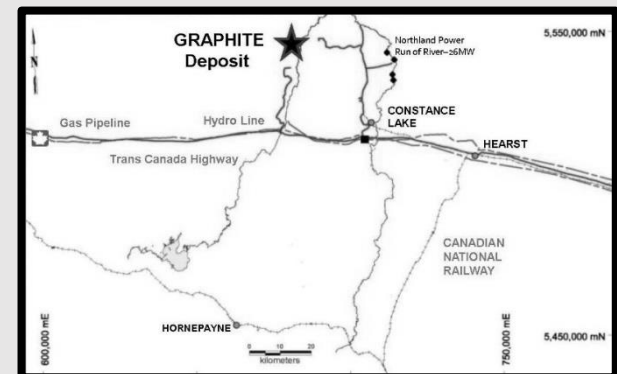 GRAPHITE
Deposit
Northland Power
Run of River–26MW
5,550,000 mN
N
Gas Pipeline
Hydro Line
CONSTANCE
LAKE
HEARST
Trans Canada Highway
CANADIAN
NATIONAL
RAILWAY
HORNEPAYNE
0 10 20
kilometers
600,000 mE
750,000 mE
5,450,000 mN